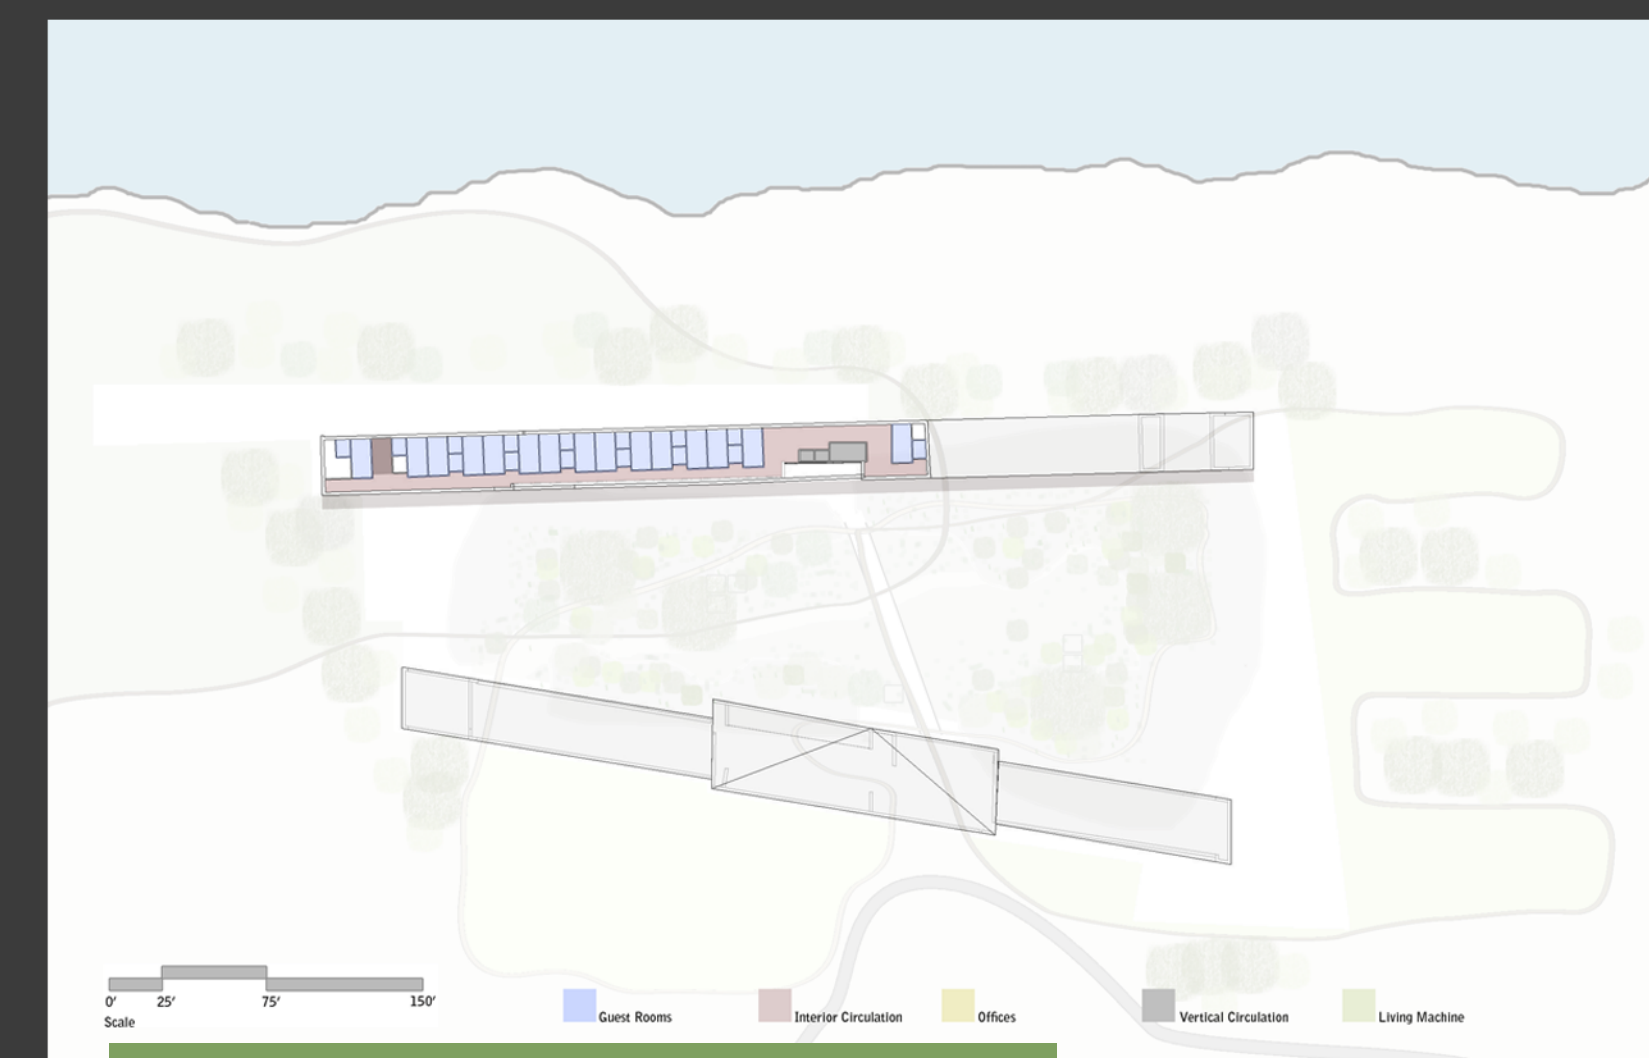 0' 25' 75' 150'
Scale
Guest Rooms
Interior Circulation
Offices
Vertical Circulation
Living Machine